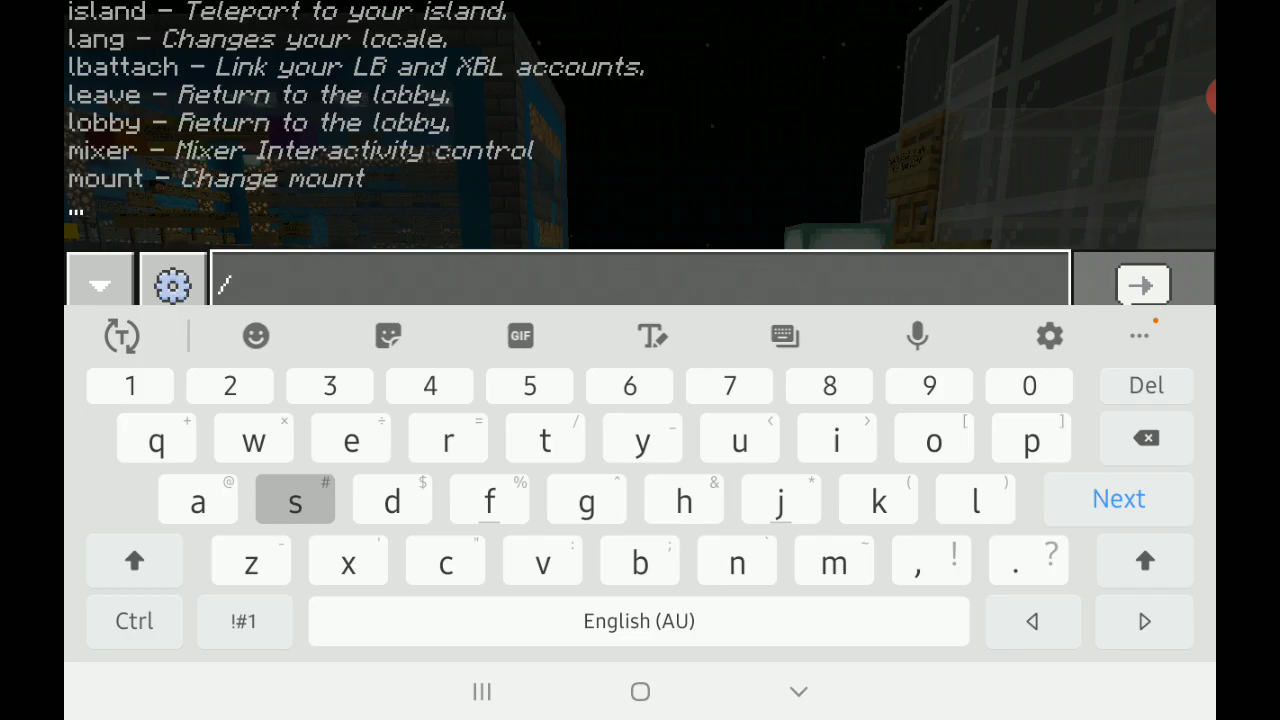 island – Teleport to your island.
lang – Changes your locale.
lbattach – Link your LB and XBL accounts.
leave – Return to the lobby.
lobby – Return to the lobby.
mixer – Mixer Interactivity control
mount – Change mount
...
/
T GIF T ...
1 2 3 4 5 6 7 8 9 0 Del
q + w × e ÷ r = t / y _ u < i > o [ p ]
a @ s # d $ f % g ^ h & j * k ( l ) Next
z - x ' c " v : b ; n ` m ~ , ! . ?
Ctrl !#1 English (AU)